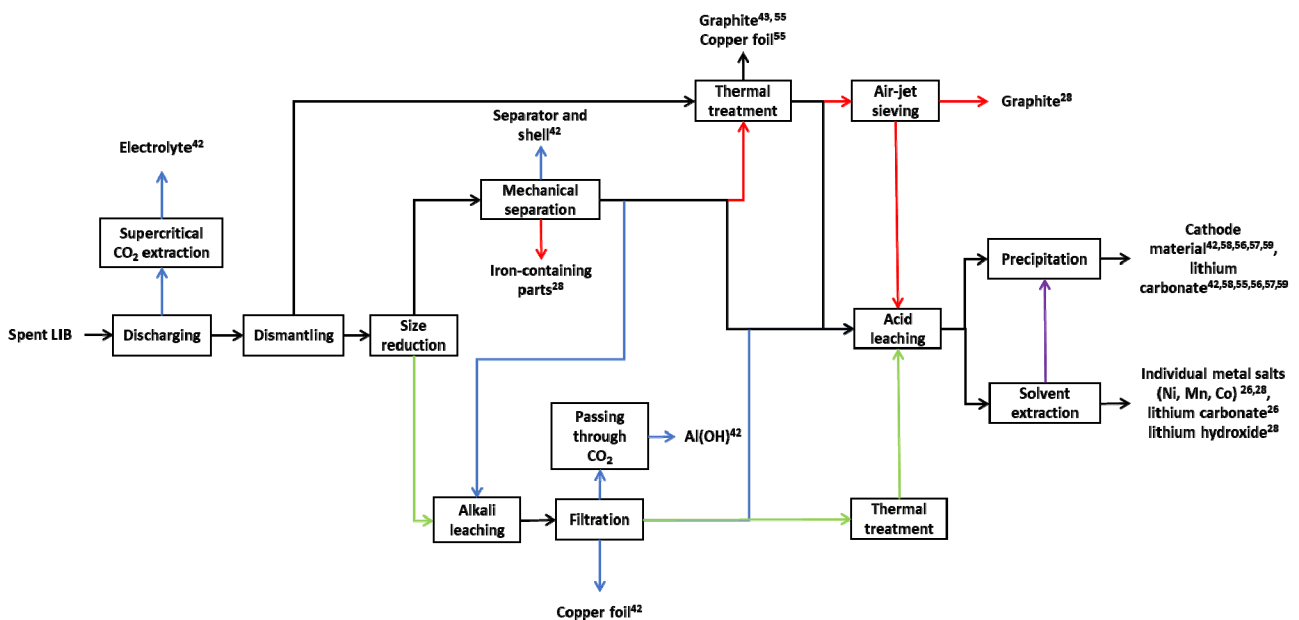 Graphite43, 55
Copper foil55
Thermal
treatment
Air-jet
sieving
Graphite28
Separator and
shell42
Electrolyte42
Mechanical
separation
Supercritical
CO2 extraction
Iron-containing
parts28
Cathode
material42,58,56,57,59,
lithium
carbonate42,58,55,56,57,59
Precipitation
Spent LIB
Discharging
Dismantling
Size
reduction
Acid
leaching
Solvent
extraction
Individual metal salts
(Ni, Mn, Co) 26,28,
lithium carbonate26
lithium hydroxide28
Passing
through
CO2
Al(OH)42
Alkali
leaching
Filtration
Thermal
treatment
Copper foil42